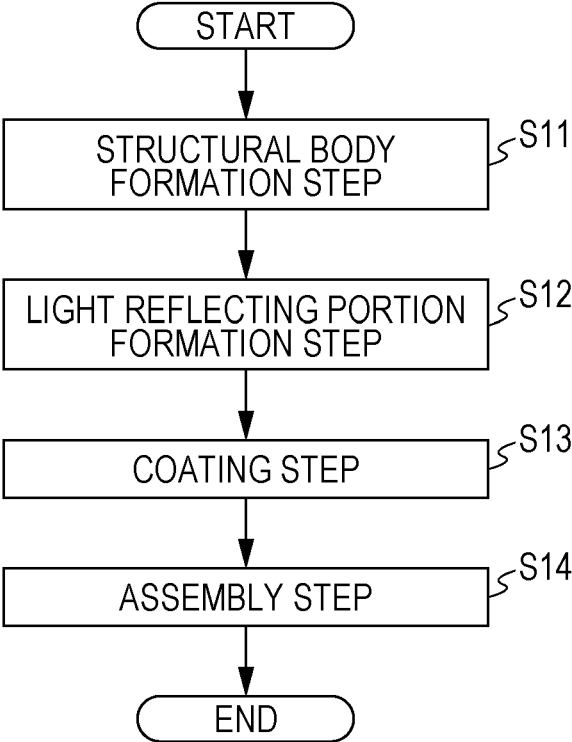 START
STRUCTURAL BODY
FORMATION STEP
S11
LIGHT REFLECTING PORTION
FORMATION STEP
S12
COATING STEP
S13
ASSEMBLY STEP
S14
END